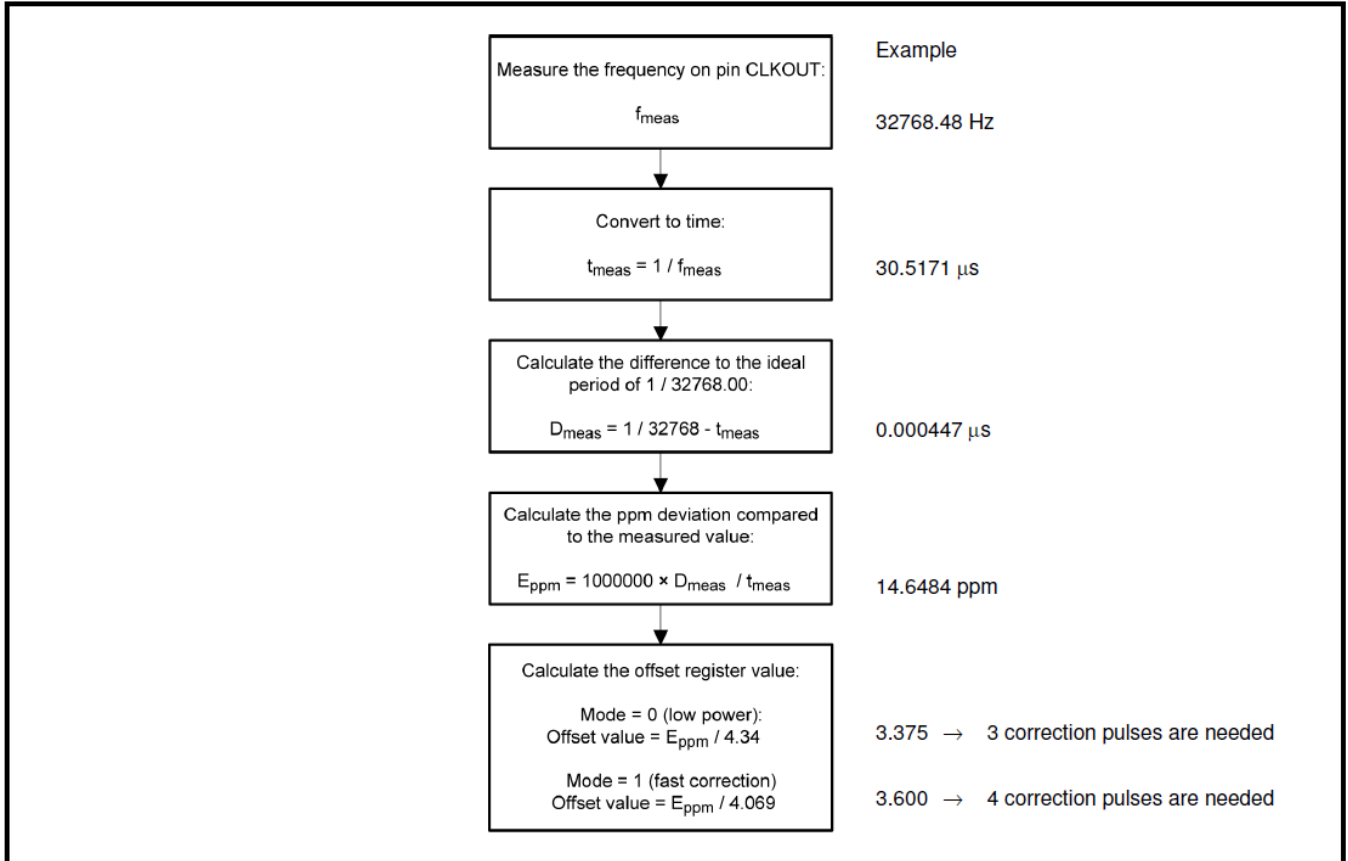 Example
Measure the frequency on pin CLKOUT:
fmeas
32768.48 Hz
Convert to time:
tmeas = 1 / fmeas
30.5171 μs
Calculate the difference to the ideal
period of 1 / 32768.00:
Dmeas = 1 / 32768 - tmeas
0.000447 μs
Calculate the ppm deviation compared
to the measured value:
Eppm = 1000000 × Dmeas / tmeas
14.6484 ppm
Calculate the offset register value:
Mode = 0 (low power):
Offset value = Eppm / 4.34
3.375 → 3 correction pulses are needed
Mode = 1 (fast correction)
Offset value = Eppm / 4.069
3.600 → 4 correction pulses are needed